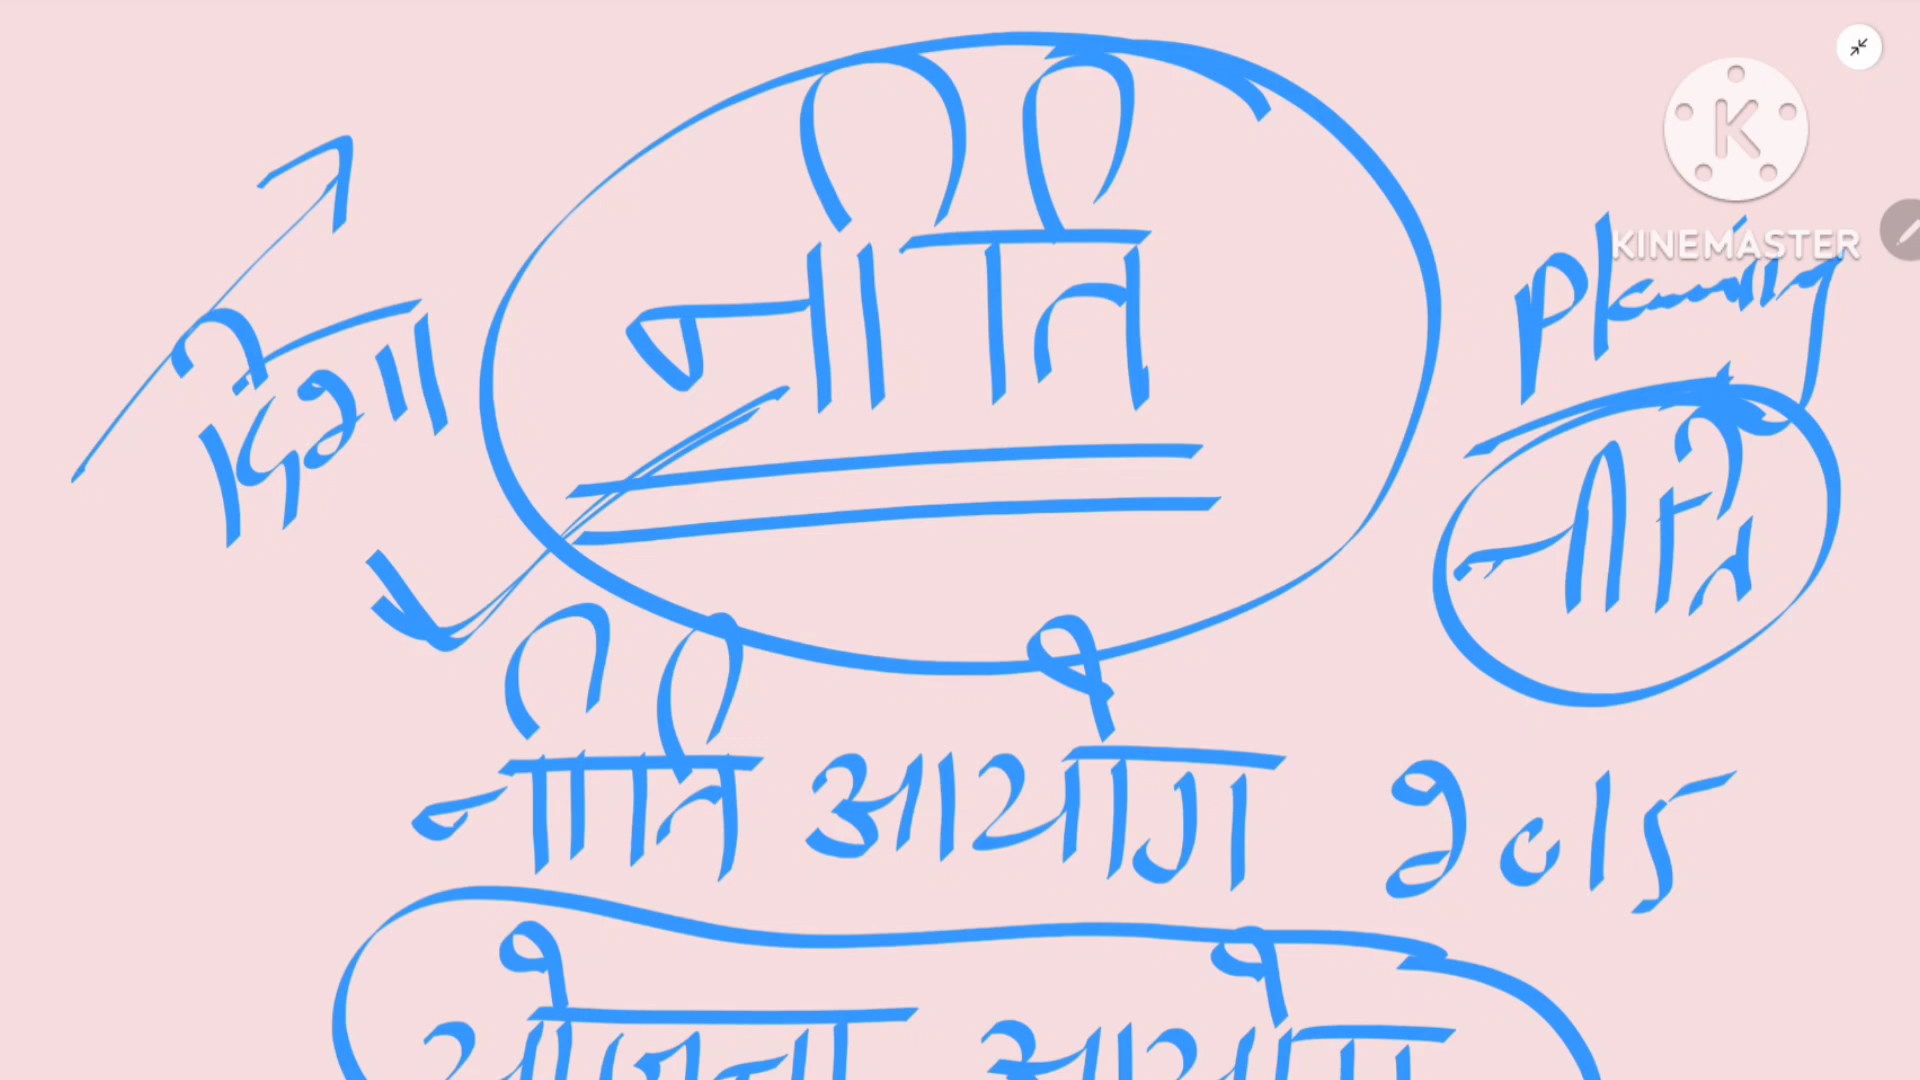 नीति
दिशा
Planning
नीति
नीति आयोग 2015
योजना आयोग
K
KINEMASTER